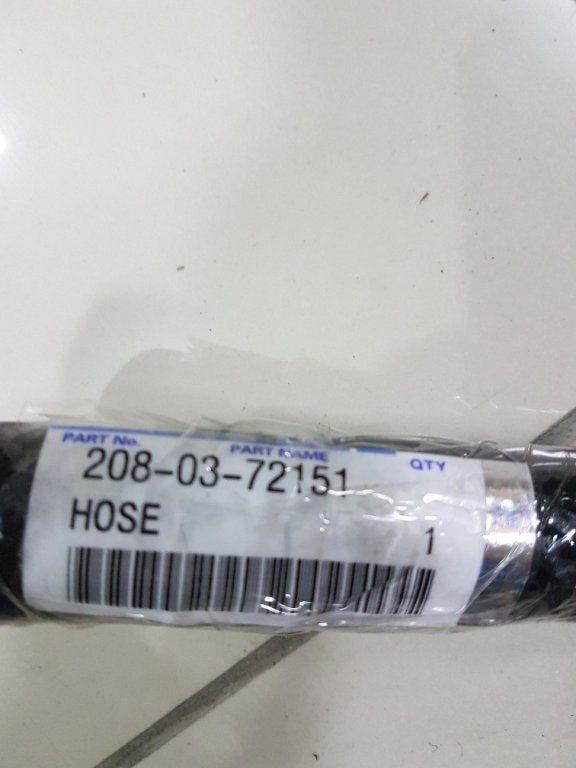 PART No. PART NAME QTY
208-03-72151
HOSE 1